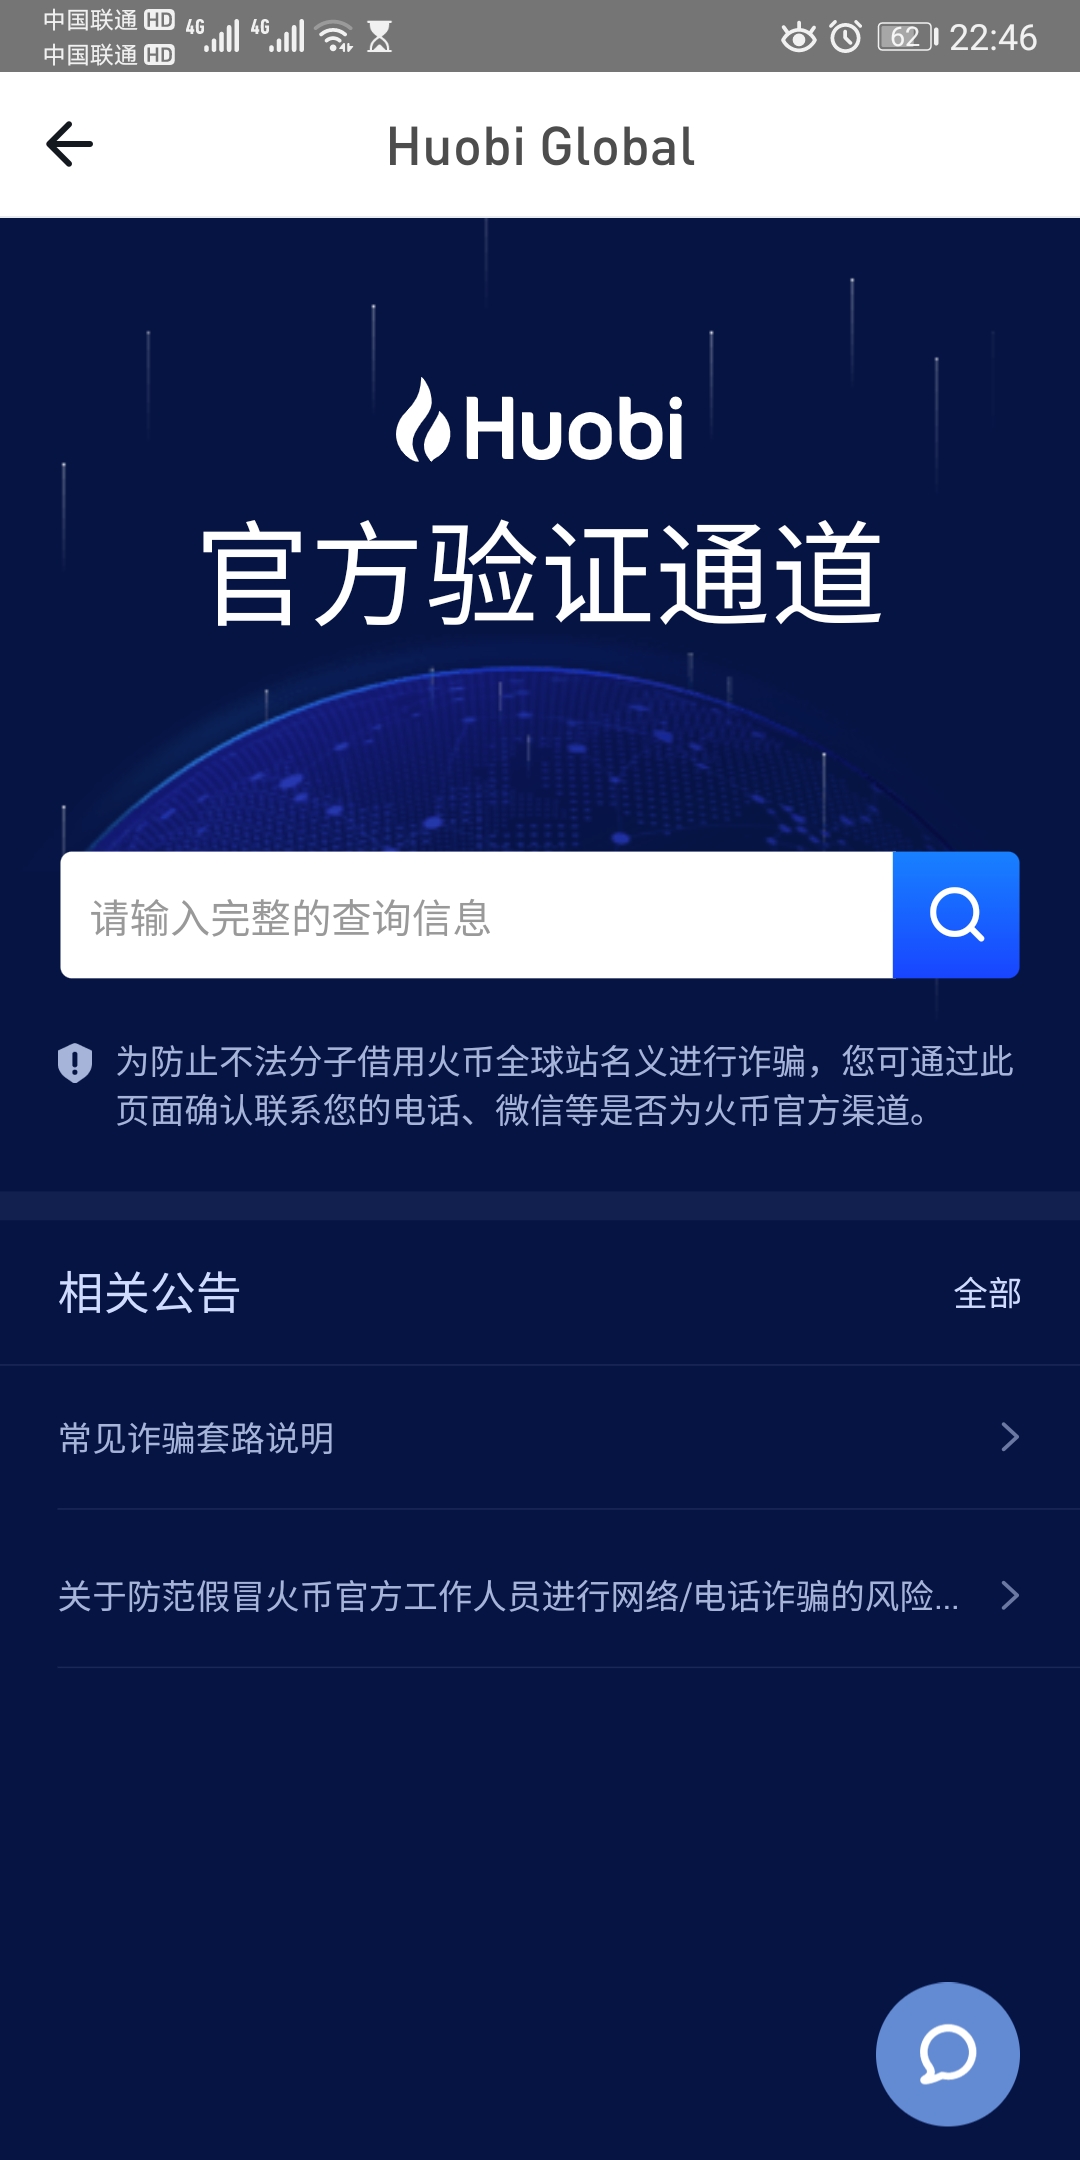 中国联通 HD 4G 4G 62 22:46
中国联通 HD
Huobi Global
Huobi
官方验证通道
请输入完整的查询信息
为防止不法分子借用火币全球站名义进行诈骗，您可通过此
页面确认联系您的电话、微信等是否为火币官方渠道。
相关公告 全部
常见诈骗套路说明
关于防范假冒火币官方工作人员进行网络/电话诈骗的风险...